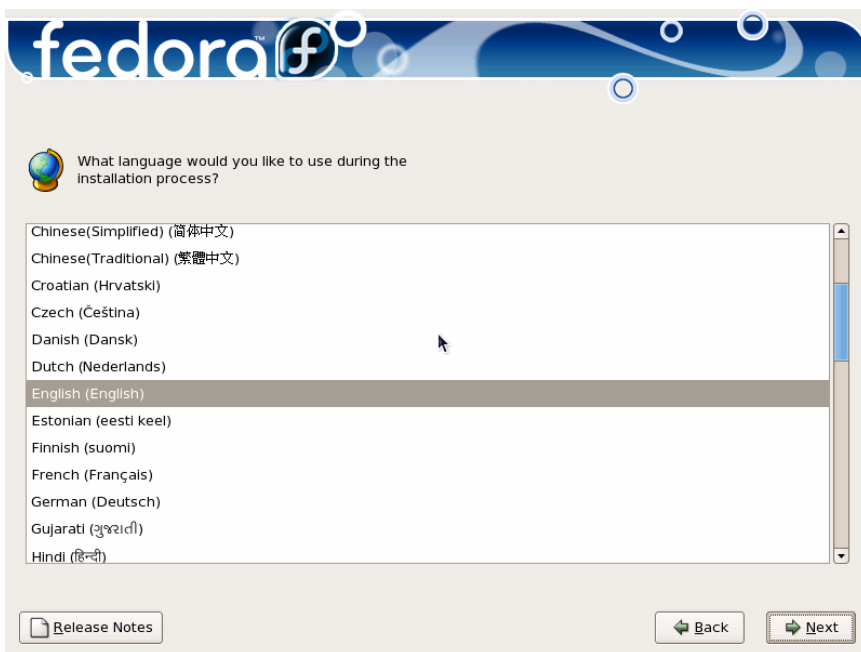 fedora™
What language would you like to use during the
installation process?
Chinese(Simplified) (简体中文)
Chinese(Traditional) (繁體中文)
Croatian (Hrvatski)
Czech (Čeština)
Danish (Dansk)
Dutch (Nederlands)
English (English)
Estonian (eesti keel)
Finnish (suomi)
French (Français)
German (Deutsch)
Gujarati (ગુજરાતી)
Hindi (हिन्दी)
Release Notes
Back
Next